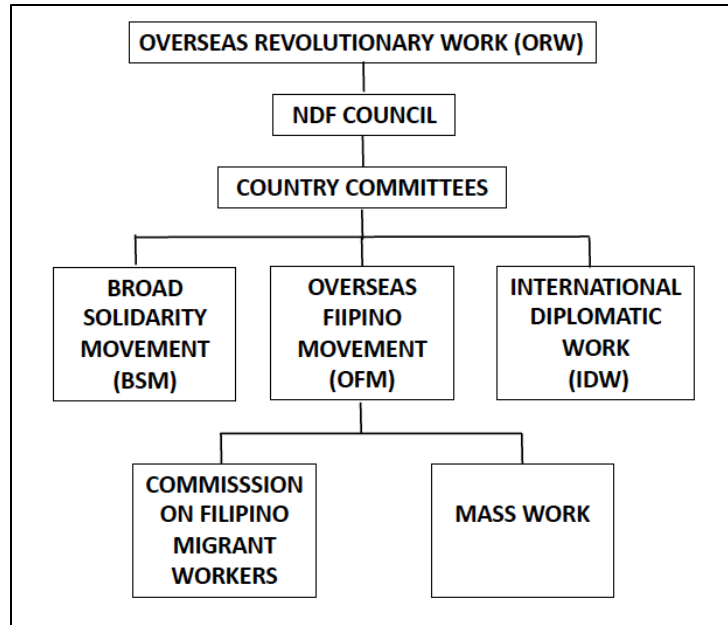 OVERSEAS REVOLUTIONARY WORK (ORW)
NDF COUNCIL
COUNTRY COMMITTEES
BROAD
SOLIDARITY
MOVEMENT
(BSM)
OVERSEAS
FIIPINO
MOVEMENT
(OFM)
INTERNATIONAL
DIPLOMATIC
WORK
(IDW)
COMMISSSION
ON FILIPINO
MIGRANT
WORKERS
MASS WORK